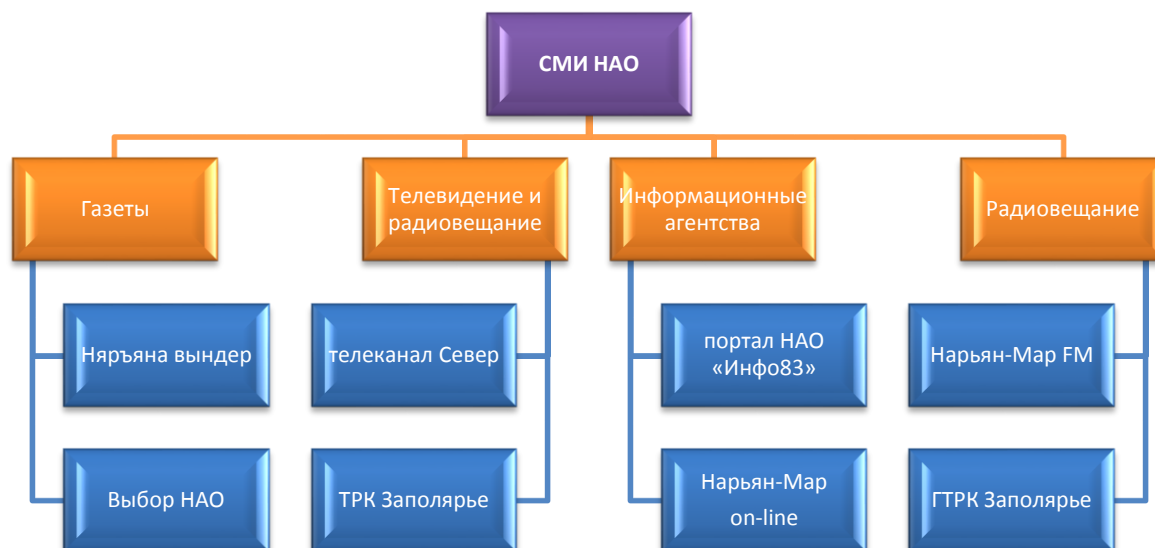 СМИ НАО
Газеты
Телевидение и
радиовещание
Информационные
агентства
Радиовещание
Няръяна вындер
телеканал Север
портал НАО
«Инфо83»
Нарьян-Мар FM
Выбор НАО
ТРК Заполярье
Нарьян-Мар
on-line
ГТРК Заполярье